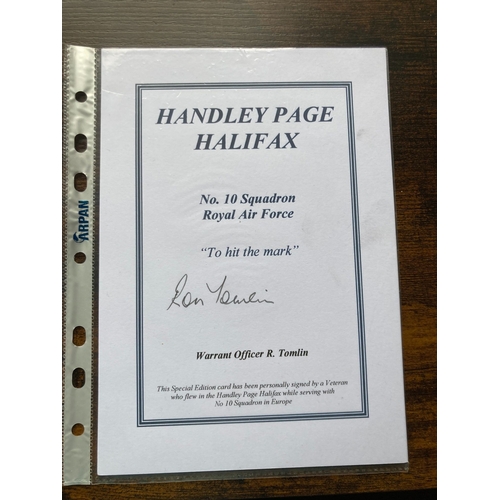 HANDLEY PAGE
HALIFAX
No. 10 Squadron
Royal Air Force
"To hit the mark"
Ron Tomlin
Warrant Officer R. Tomlin
This Special Edition card has been personally signed by a Veteran
who flew in the Handley Page Halifax while serving with
No 10 Squadron in Europe
ARPAN